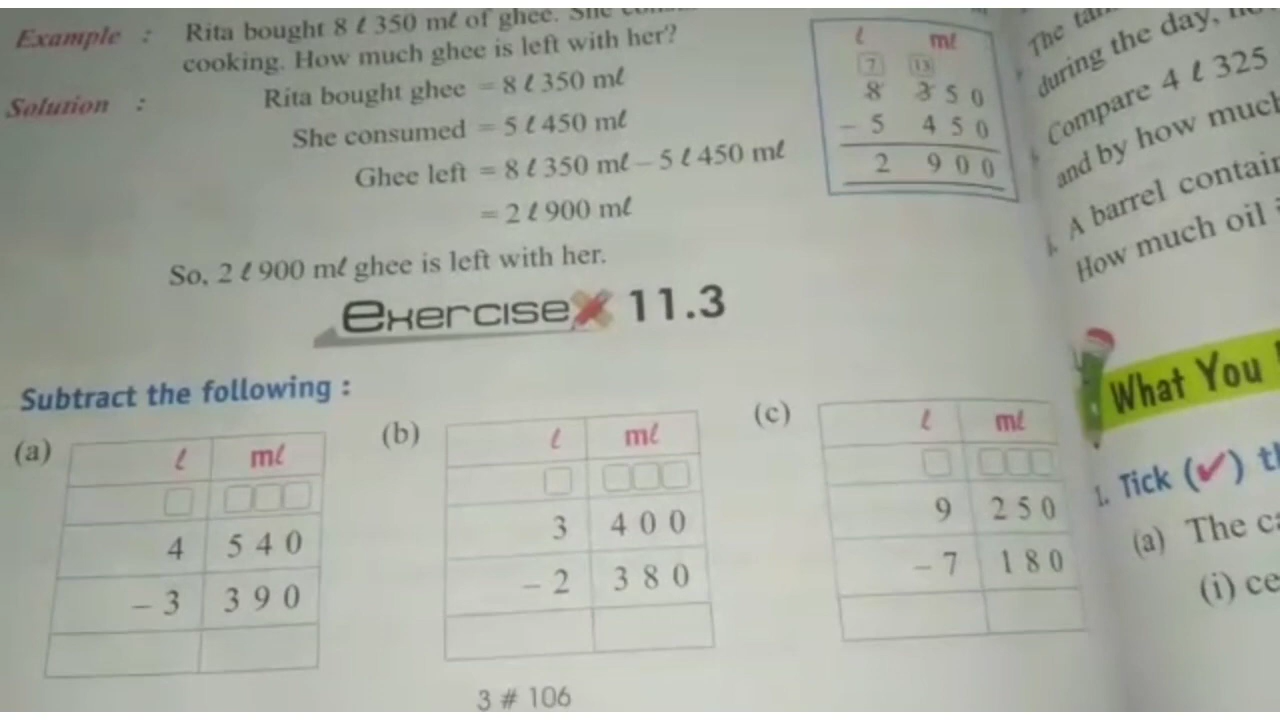 Example : Rita bought 8 ℓ 350 mℓ of ghee. She
cooking. How much ghee is left with her?
Solution : Rita bought ghee = 8 ℓ 350 mℓ
She consumed = 5 ℓ 450 mℓ
Ghee left = 8 ℓ 350 mℓ – 5 ℓ 450 mℓ
= 2 ℓ 900 mℓ
So, 2 ℓ 900 mℓ ghee is left with her.
ℓ mℓ
7 13
8 3 5 0
– 5 4 5 0
2 9 0 0
Exercise 11.3
Subtract the following :
(a)
ℓ mℓ
4 5 4 0
– 3 3 9 0
(b)
ℓ mℓ
3 4 0 0
– 2 3 8 0
(c)
ℓ mℓ
9 2 5 0
– 7 1 8 0
3 # 106
The
during the day,
Compare 4 ℓ 325
and by how much
A barrel
How much oil
What You
1. Tick (✔)
(a) The
(i)